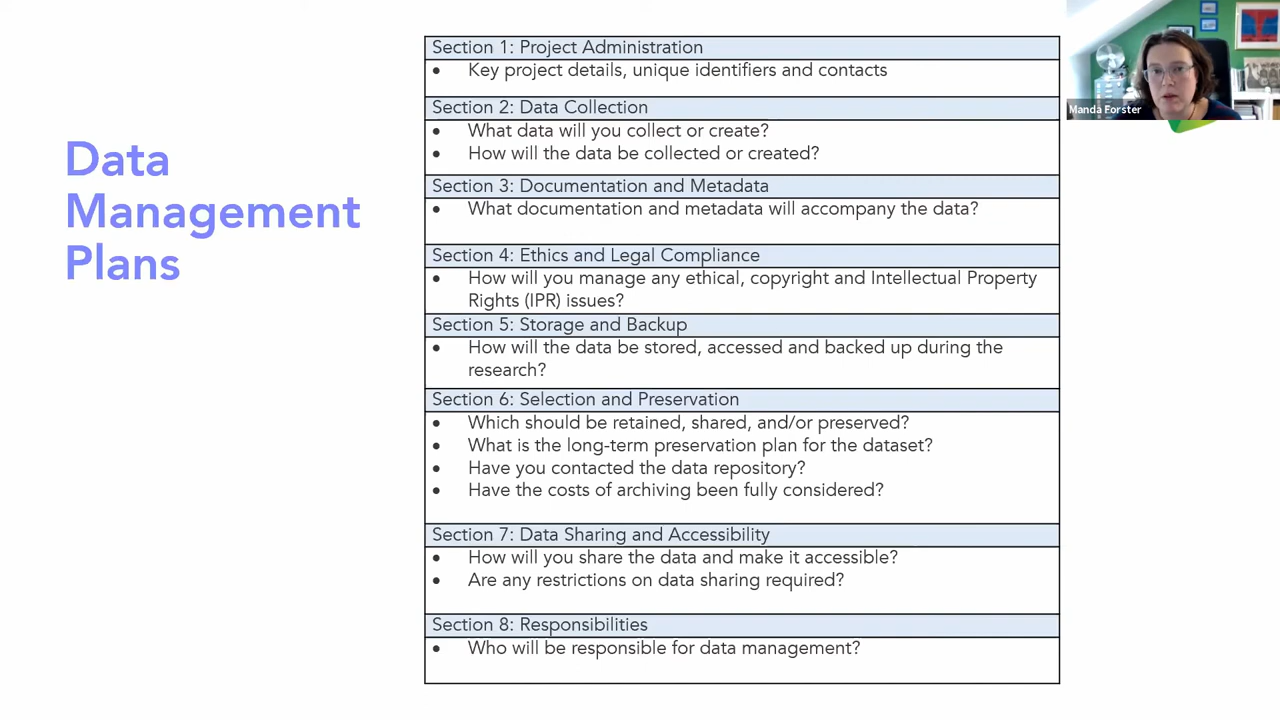 Data
Management
Plans
Section 1: Project Administration
• Key project details, unique identifiers and contacts
Section 2: Data Collection
• What data will you collect or create?
• How will the data be collected or created?
Section 3: Documentation and Metadata
• What documentation and metadata will accompany the data?
Section 4: Ethics and Legal Compliance
• How will you manage any ethical, copyright and Intellectual Property
Rights (IPR) issues?
Section 5: Storage and Backup
• How will the data be stored, accessed and backed up during the
research?
Section 6: Selection and Preservation
• Which should be retained, shared, and/or preserved?
• What is the long-term preservation plan for the dataset?
• Have you contacted the data repository?
• Have the costs of archiving been fully considered?
Section 7: Data Sharing and Accessibility
• How will you share the data and make it accessible?
• Are any restrictions on data sharing required?
Section 8: Responsibilities
• Who will be responsible for data management?
Manda Forster